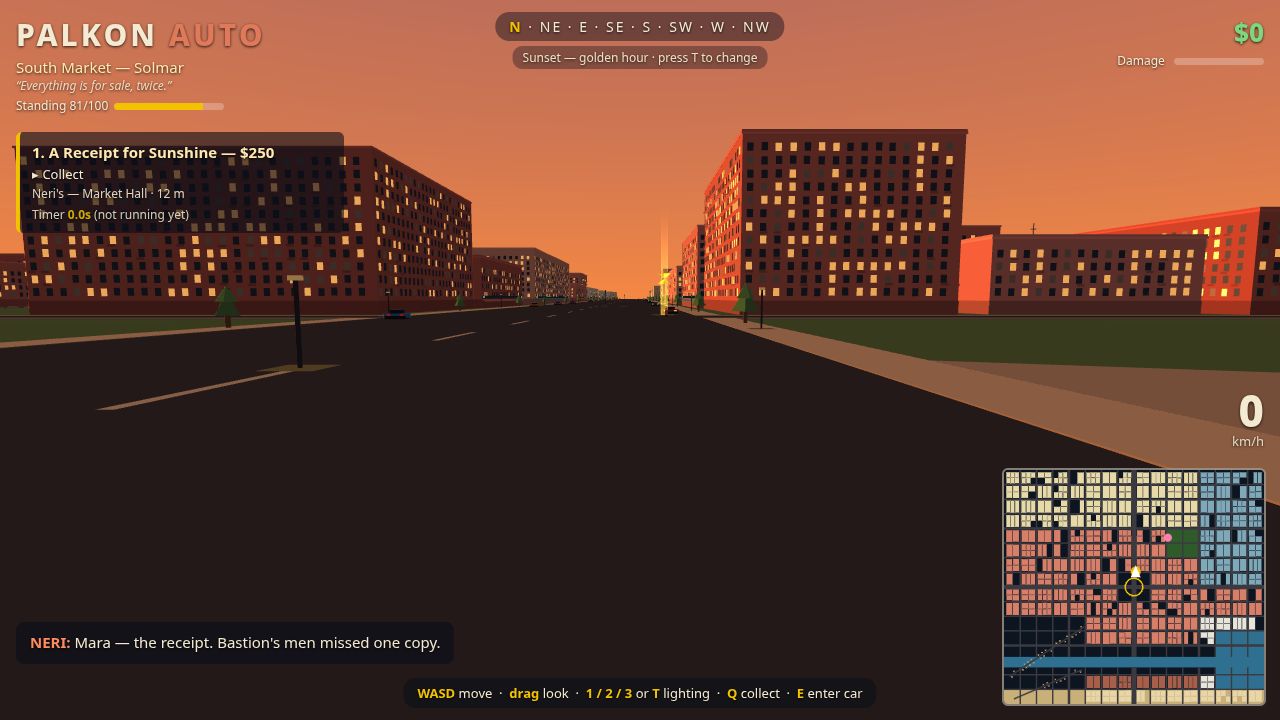 PALKON AUTO
South Market — Solmar
“Everything is for sale, twice.”
Standing 81/100
1. A Receipt for Sunshine — $250
▸ Collect
Neri's — Market Hall · 12 m
Timer 0.0s (not running yet)
N · NE · E · SE · S · SW · W · NW
Sunset — golden hour · press T to change
$0
Damage
0
km/h
NERI: Mara — the receipt. Bastion's men missed one copy.
WASD move · drag look · 1 / 2 / 3 or T lighting · Q collect · E enter car